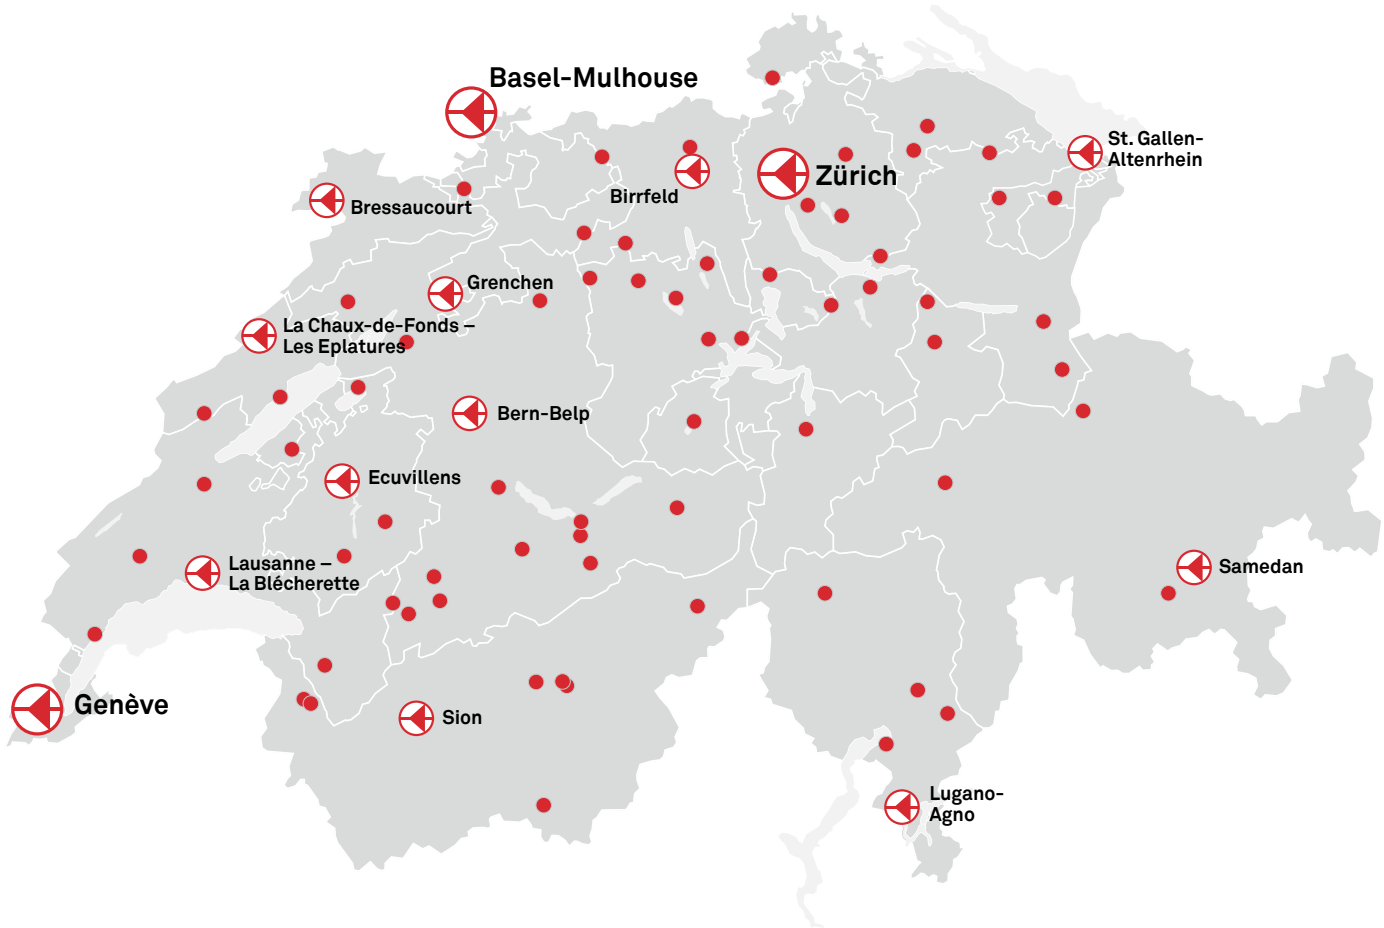 Basel-Mulhouse
St. Gallen-
Altenrhein
Zürich
Birrfeld
Bressaucourt
Grenchen
La Chaux-de-Fonds –
Les Eplatures
Bern-Belp
Ecuvillens
Lausanne –
La Blécherette
Samedan
Genève
Sion
Lugano-
Agno